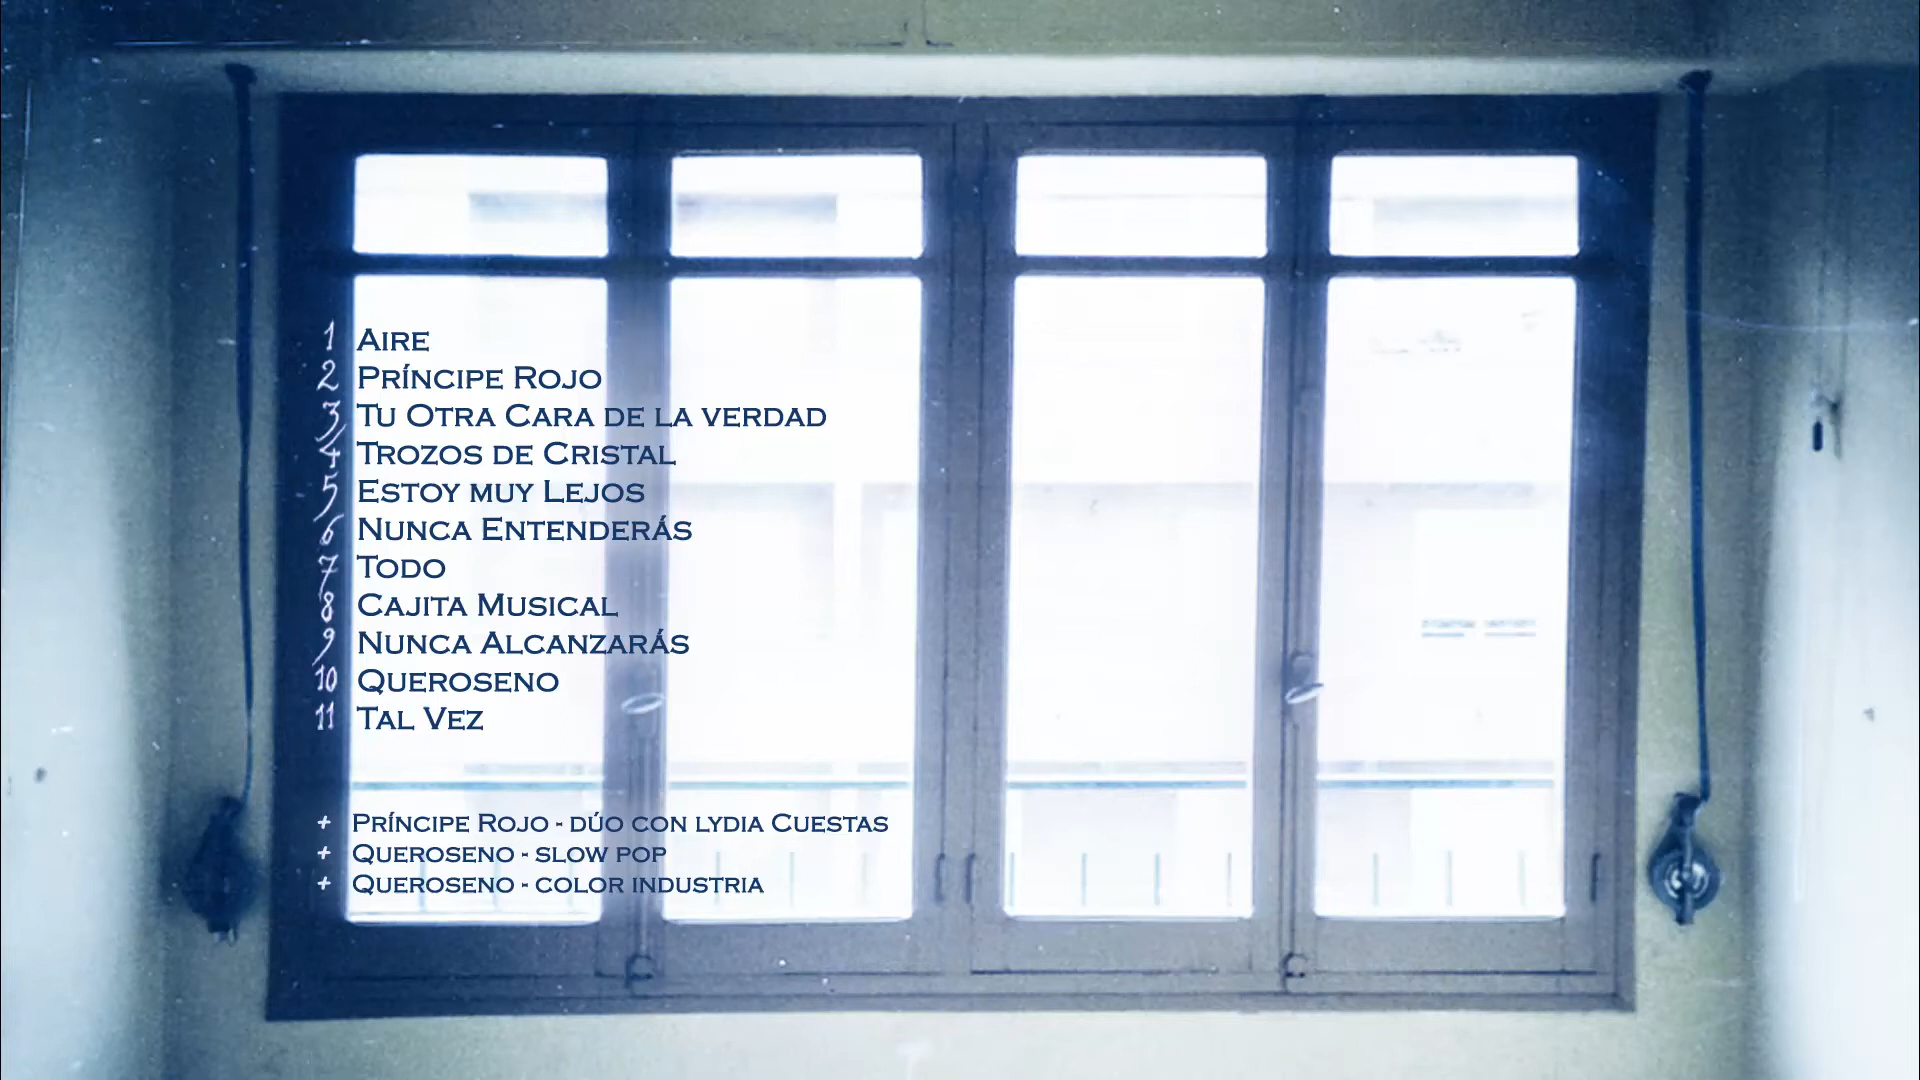 1 Aire
2 Príncipe Rojo
3 Tu Otra Cara de la verdad
4 Trozos de Cristal
5 Estoy muy Lejos
6 Nunca Entenderás
7 Todo
8 Cajita Musical
9 Nunca Alcanzarás
10 Queroseno
11 Tal Vez
+ Príncipe Rojo - dúo con lydia Cuestas
+ Queroseno - slow pop
+ Queroseno - color industria